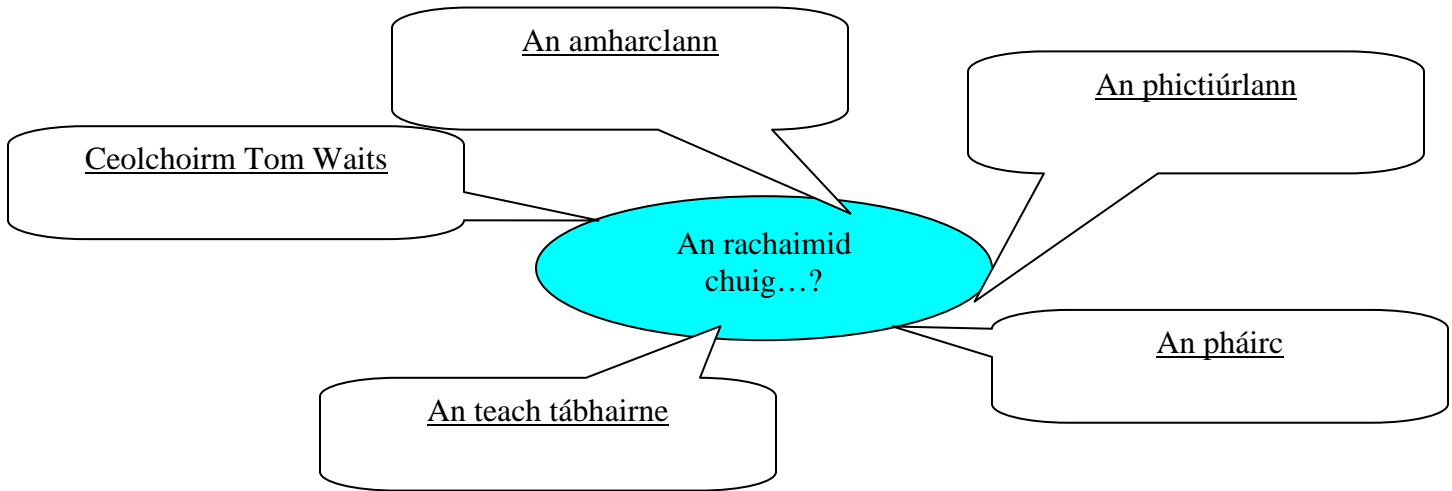 An amharclann
An phictiúrlann
Ceolchoirm Tom Waits
An rachaimid
chuig…?
An pháirc
An teach tábhairne